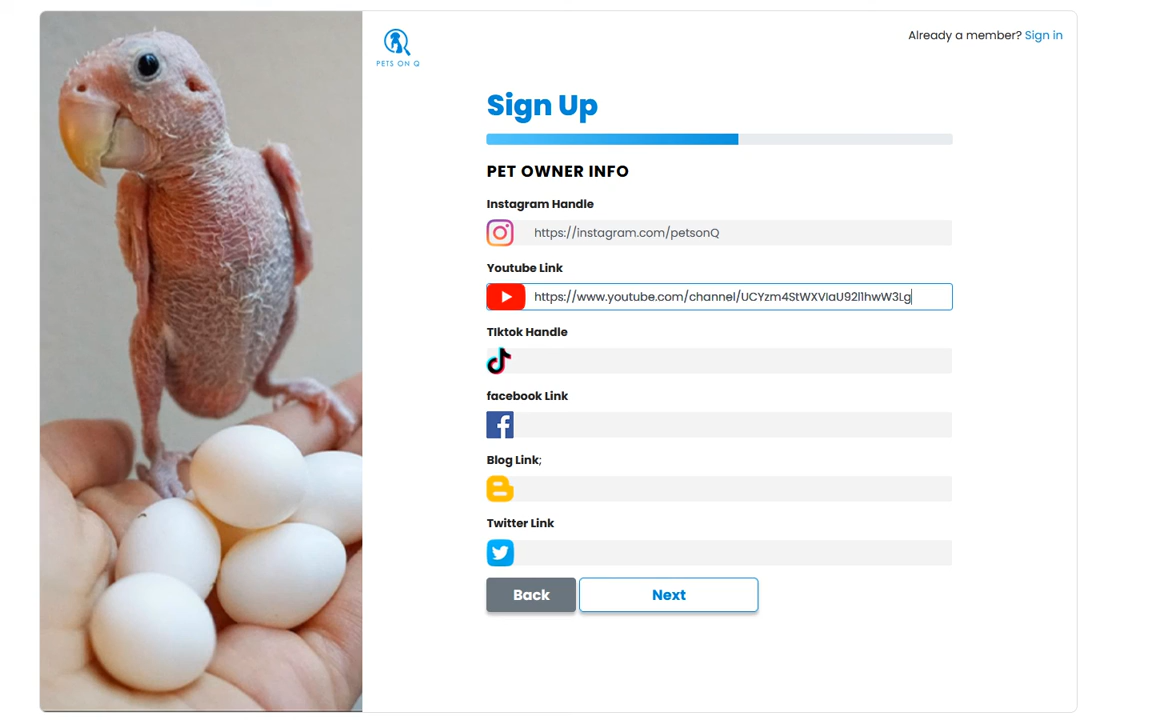 Already a member? Sign in
PETS ON Q
Sign Up
PET OWNER INFO
Instagram Handle
https://instagram.com/petsonQ
Youtube Link
https://www.youtube.com/channel/UCYzm4StWXVIaU92l1hwW3Lg
TIktok Handle
facebook Link
Blog Link;
Twitter Link
Back
Next